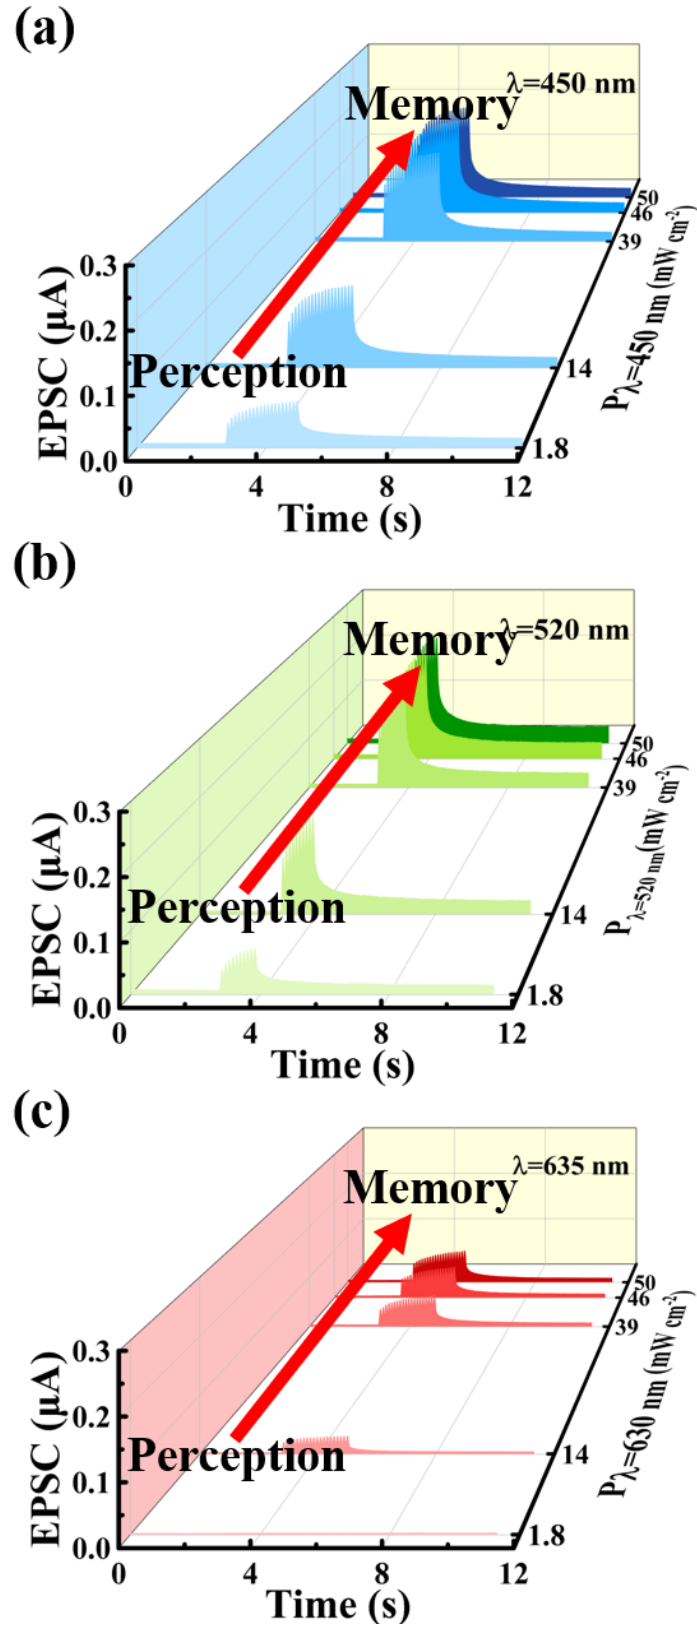 (a)
λ=450 nm
Memory
50
46
39
0.3
0.2
Perception
14
0.1
1.8
0.0
0 4 8 12
EPSC (μA)
Time (s)
Pλ=450 nm (mW cm-2)
(b)
λ=520 nm
Memory
50
46
39
0.3
0.2
Perception
14
0.1
1.8
0.0
0 4 8 12
EPSC (μA)
Time (s)
Pλ=520 nm(mW cm-2)
(c)
λ=635 nm
Memory
50
46
39
0.3
0.2
Perception
14
0.1
1.8
0.0
0 4 8 12
EPSC (μA)
Time (s)
Pλ=630 nm (mW cm-2)